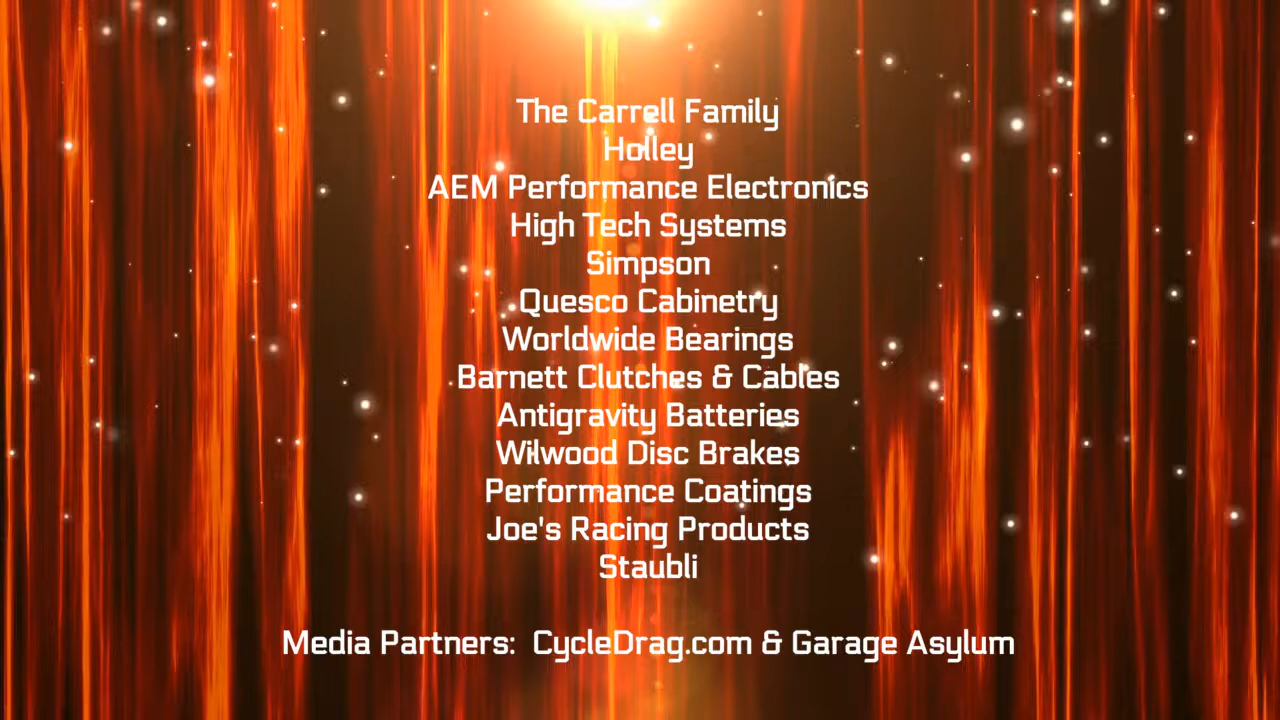 The Carrell Family
Holley
AEM Performance Electronics
High Tech Systems
Simpson
Quesco Cabinetry
Worldwide Bearings
Barnett Clutches & Cables
Antigravity Batteries
Wilwood Disc Brakes
Performance Coatings
Joe's Racing Products
Staubli
Media Partners:  CycleDrag.com & Garage Asylum